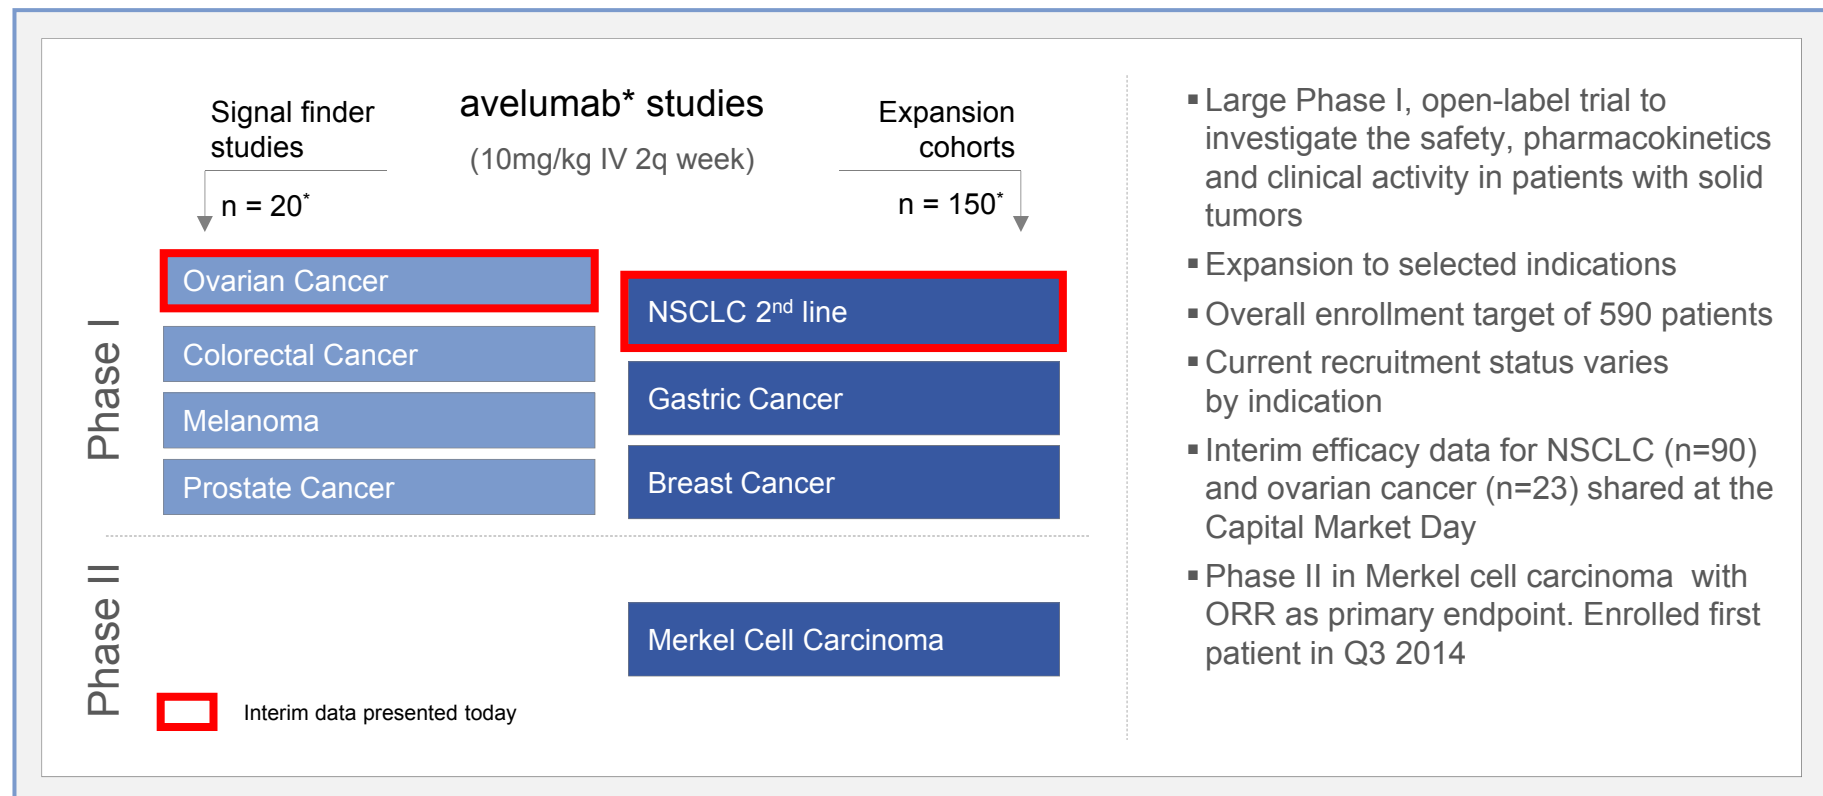 Signal finder
studies
n = 20*
avelumab* studies
(10mg/kg IV 2q week)
Expansion
cohorts
n = 150*
Phase I
Ovarian Cancer
Colorectal Cancer
Melanoma
Prostate Cancer
NSCLC 2nd line
Gastric Cancer
Breast Cancer
Phase II
Merkel Cell Carcinoma
Interim data presented today
▪ Large Phase I, open-label trial to
investigate the safety, pharmacokinetics
and clinical activity in patients with solid
tumors
▪ Expansion to selected indications
▪ Overall enrollment target of 590 patients
▪ Current recruitment status varies
by indication
▪ Interim efficacy data for NSCLC (n=90)
and ovarian cancer (n=23) shared at the
Capital Market Day
▪ Phase II in Merkel cell carcinoma with
ORR as primary endpoint. Enrolled first
patient in Q3 2014